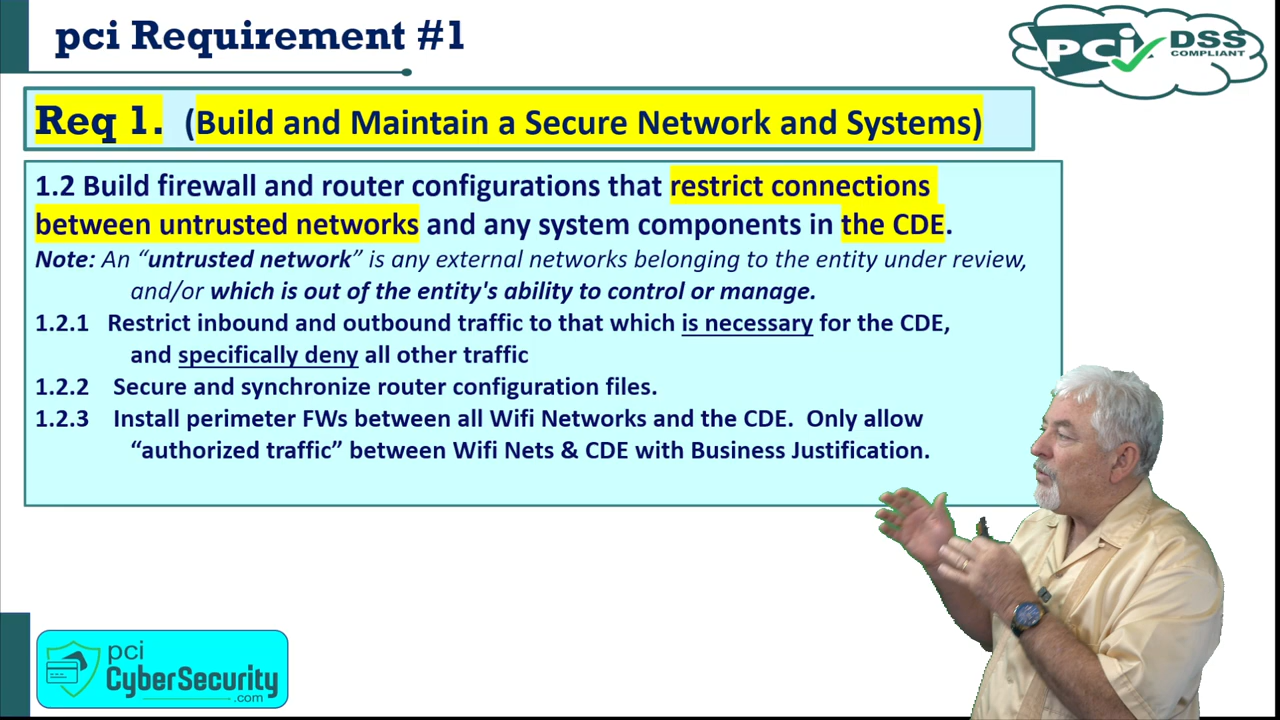 pci Requirement #1
PCI DSS
COMPLIANT
Req 1. (Build and Maintain a Secure Network and Systems)
1.2 Build firewall and router configurations that restrict connections
between untrusted networks and any system components in the CDE.
Note: An “untrusted network” is any external networks belonging to the entity under review,
and/or which is out of the entity's ability to control or manage.
1.2.1 Restrict inbound and outbound traffic to that which is necessary for the CDE,
and specifically deny all other traffic
1.2.2 Secure and synchronize router configuration files.
1.2.3 Install perimeter FWs between all Wifi Networks and the CDE. Only allow
“authorized traffic” between Wifi Nets & CDE with Business Justification.
pci
CyberSecurity
.com